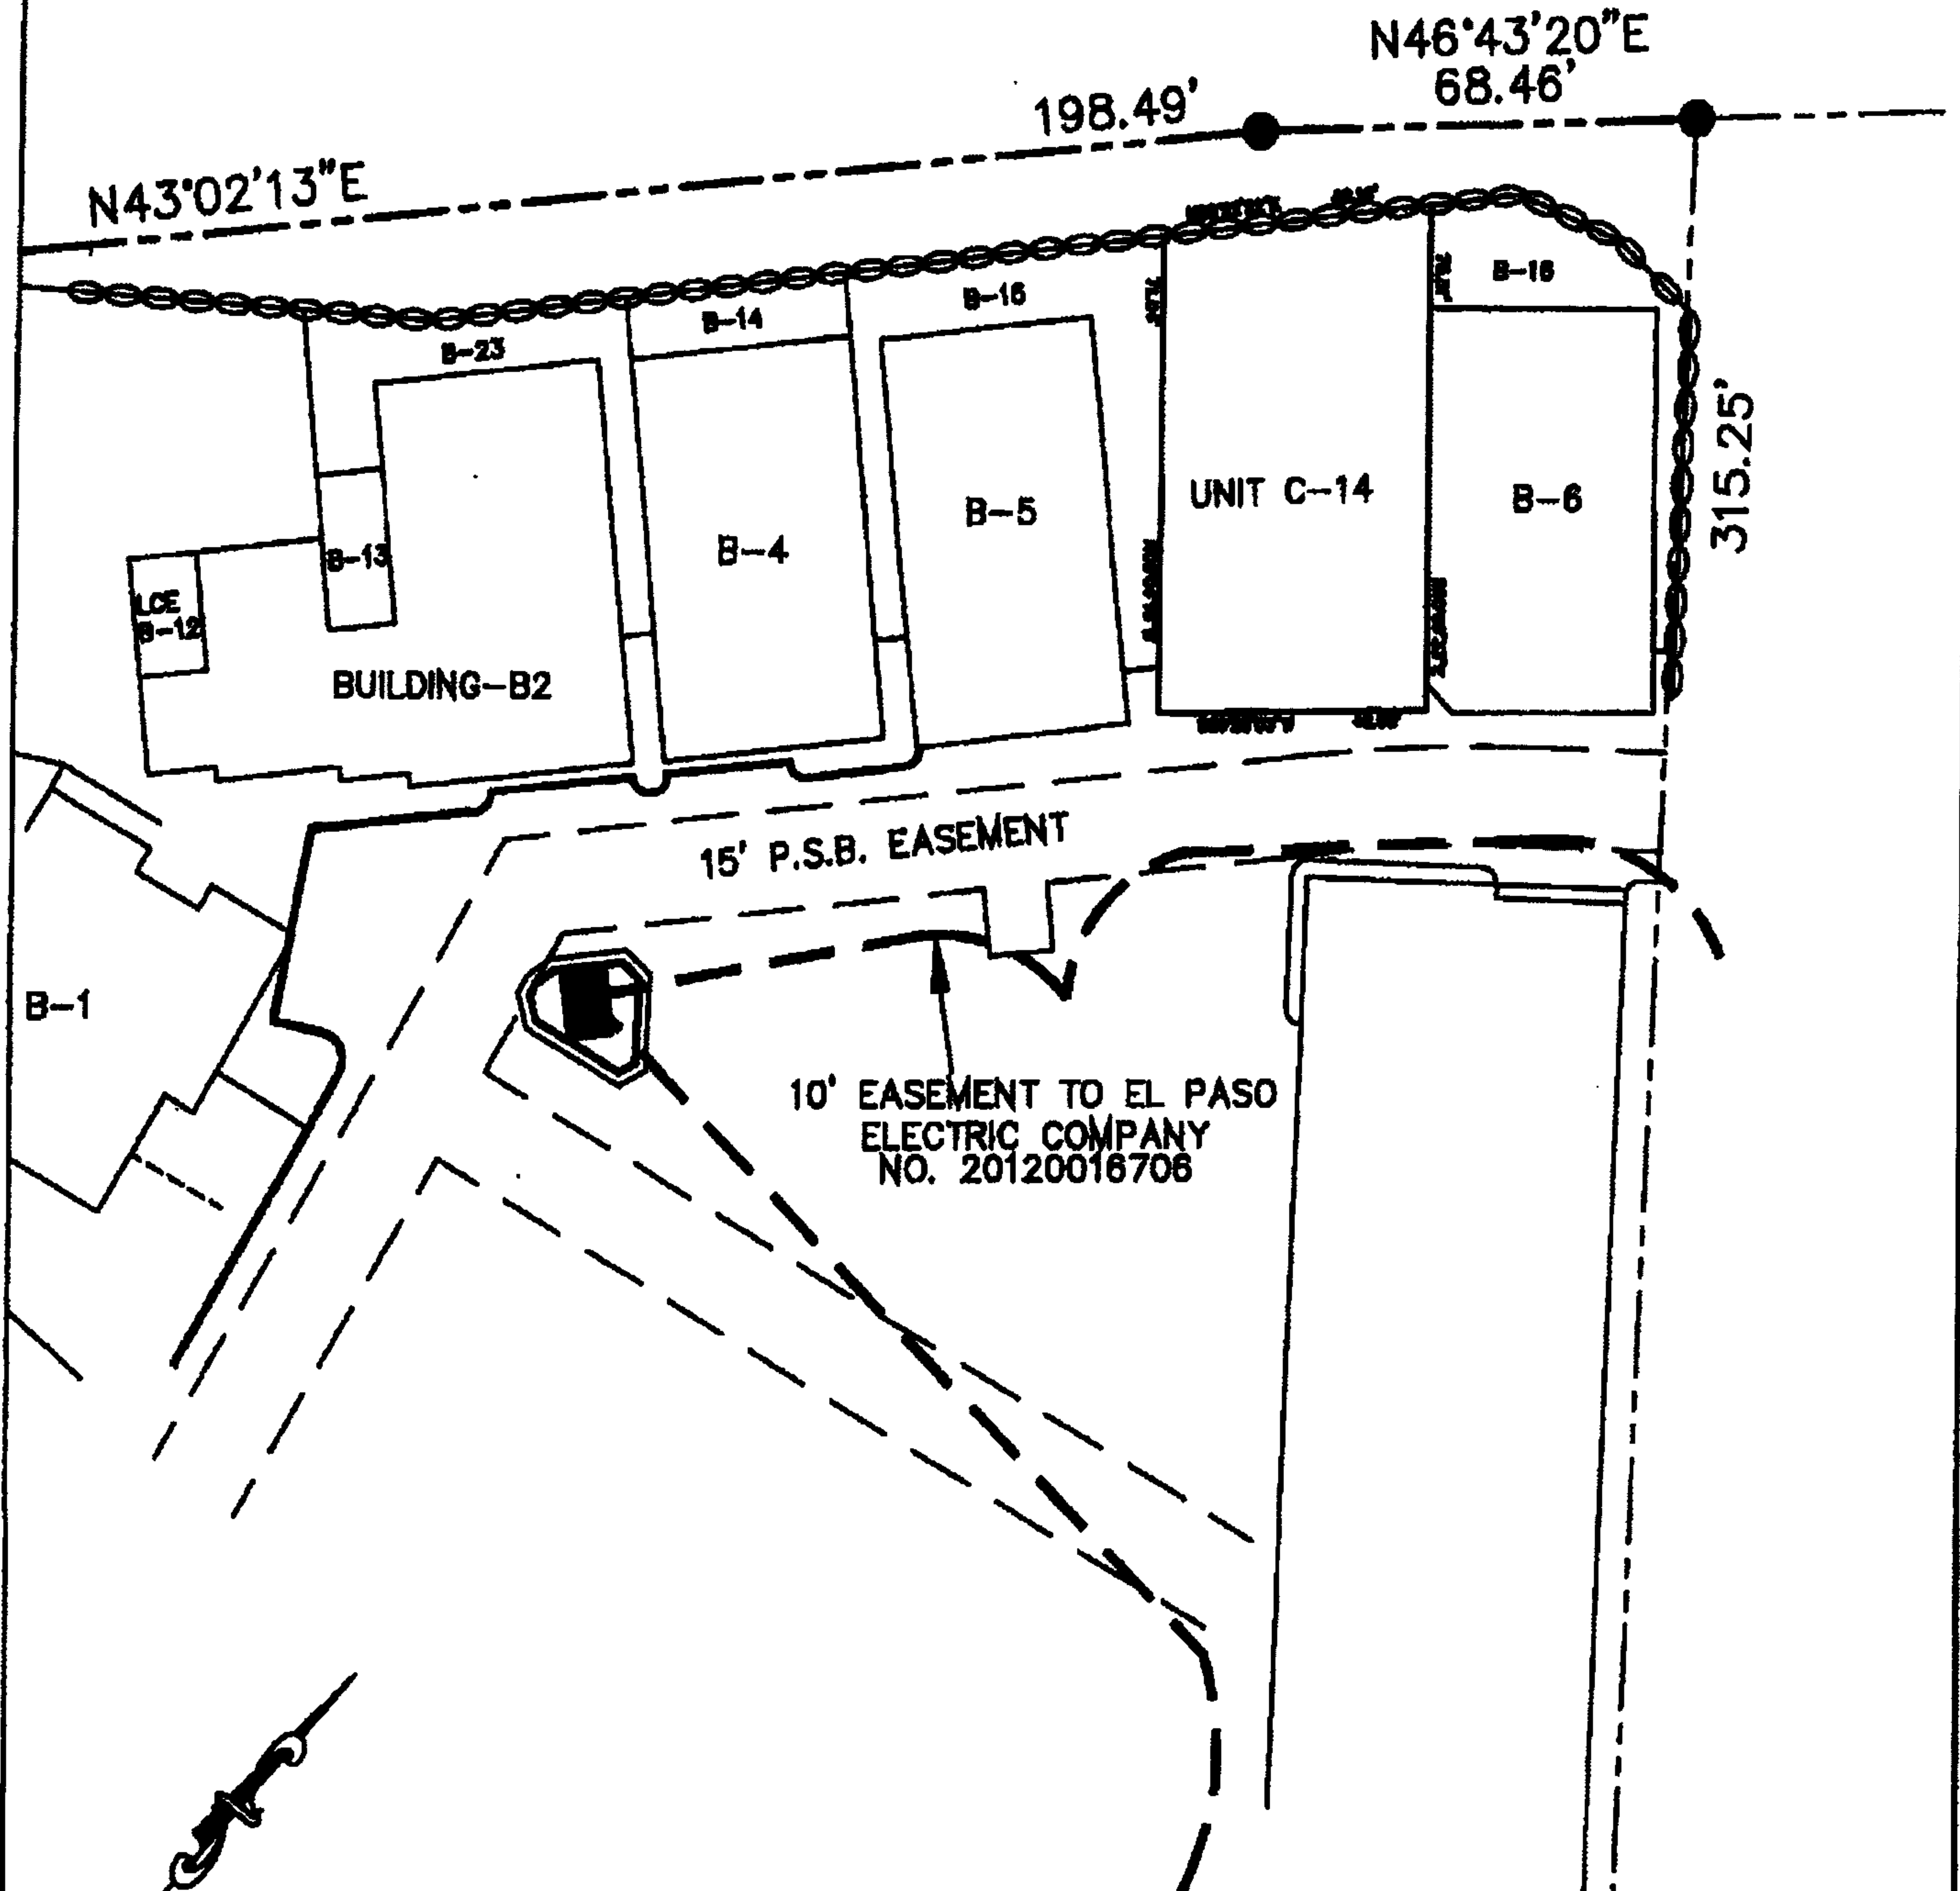 N46°43'20"E
68.46'
198.49'
N43°02'13"E
B-16
B-16
B-14
B-23
315.25'
UNIT C-14
B-6
B-5
B-4
B-13
LCE
B-12
BUILDING-B2
15' P.S.B. EASEMENT
B-1
10' EASEMENT TO EL PASO
ELECTRIC COMPANY
NO. 20120016706